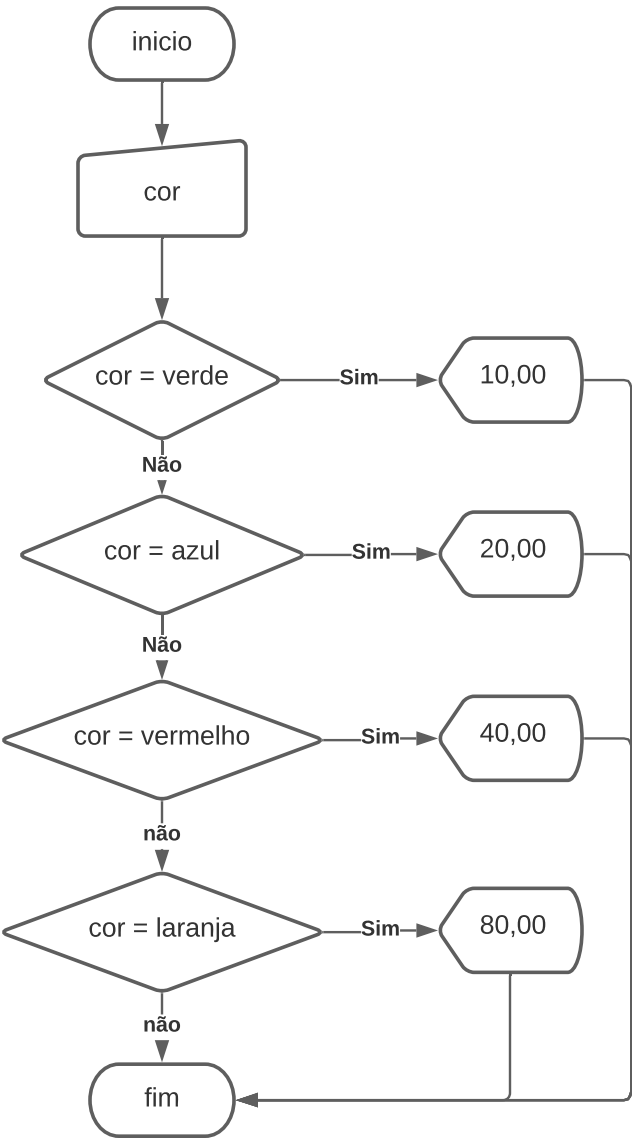 inicio
cor
cor = verde
Sim
10,00
Não
cor = azul
Sim
20,00
Não
cor = vermelho
Sim
40,00
não
cor = laranja
Sim
80,00
não
fim